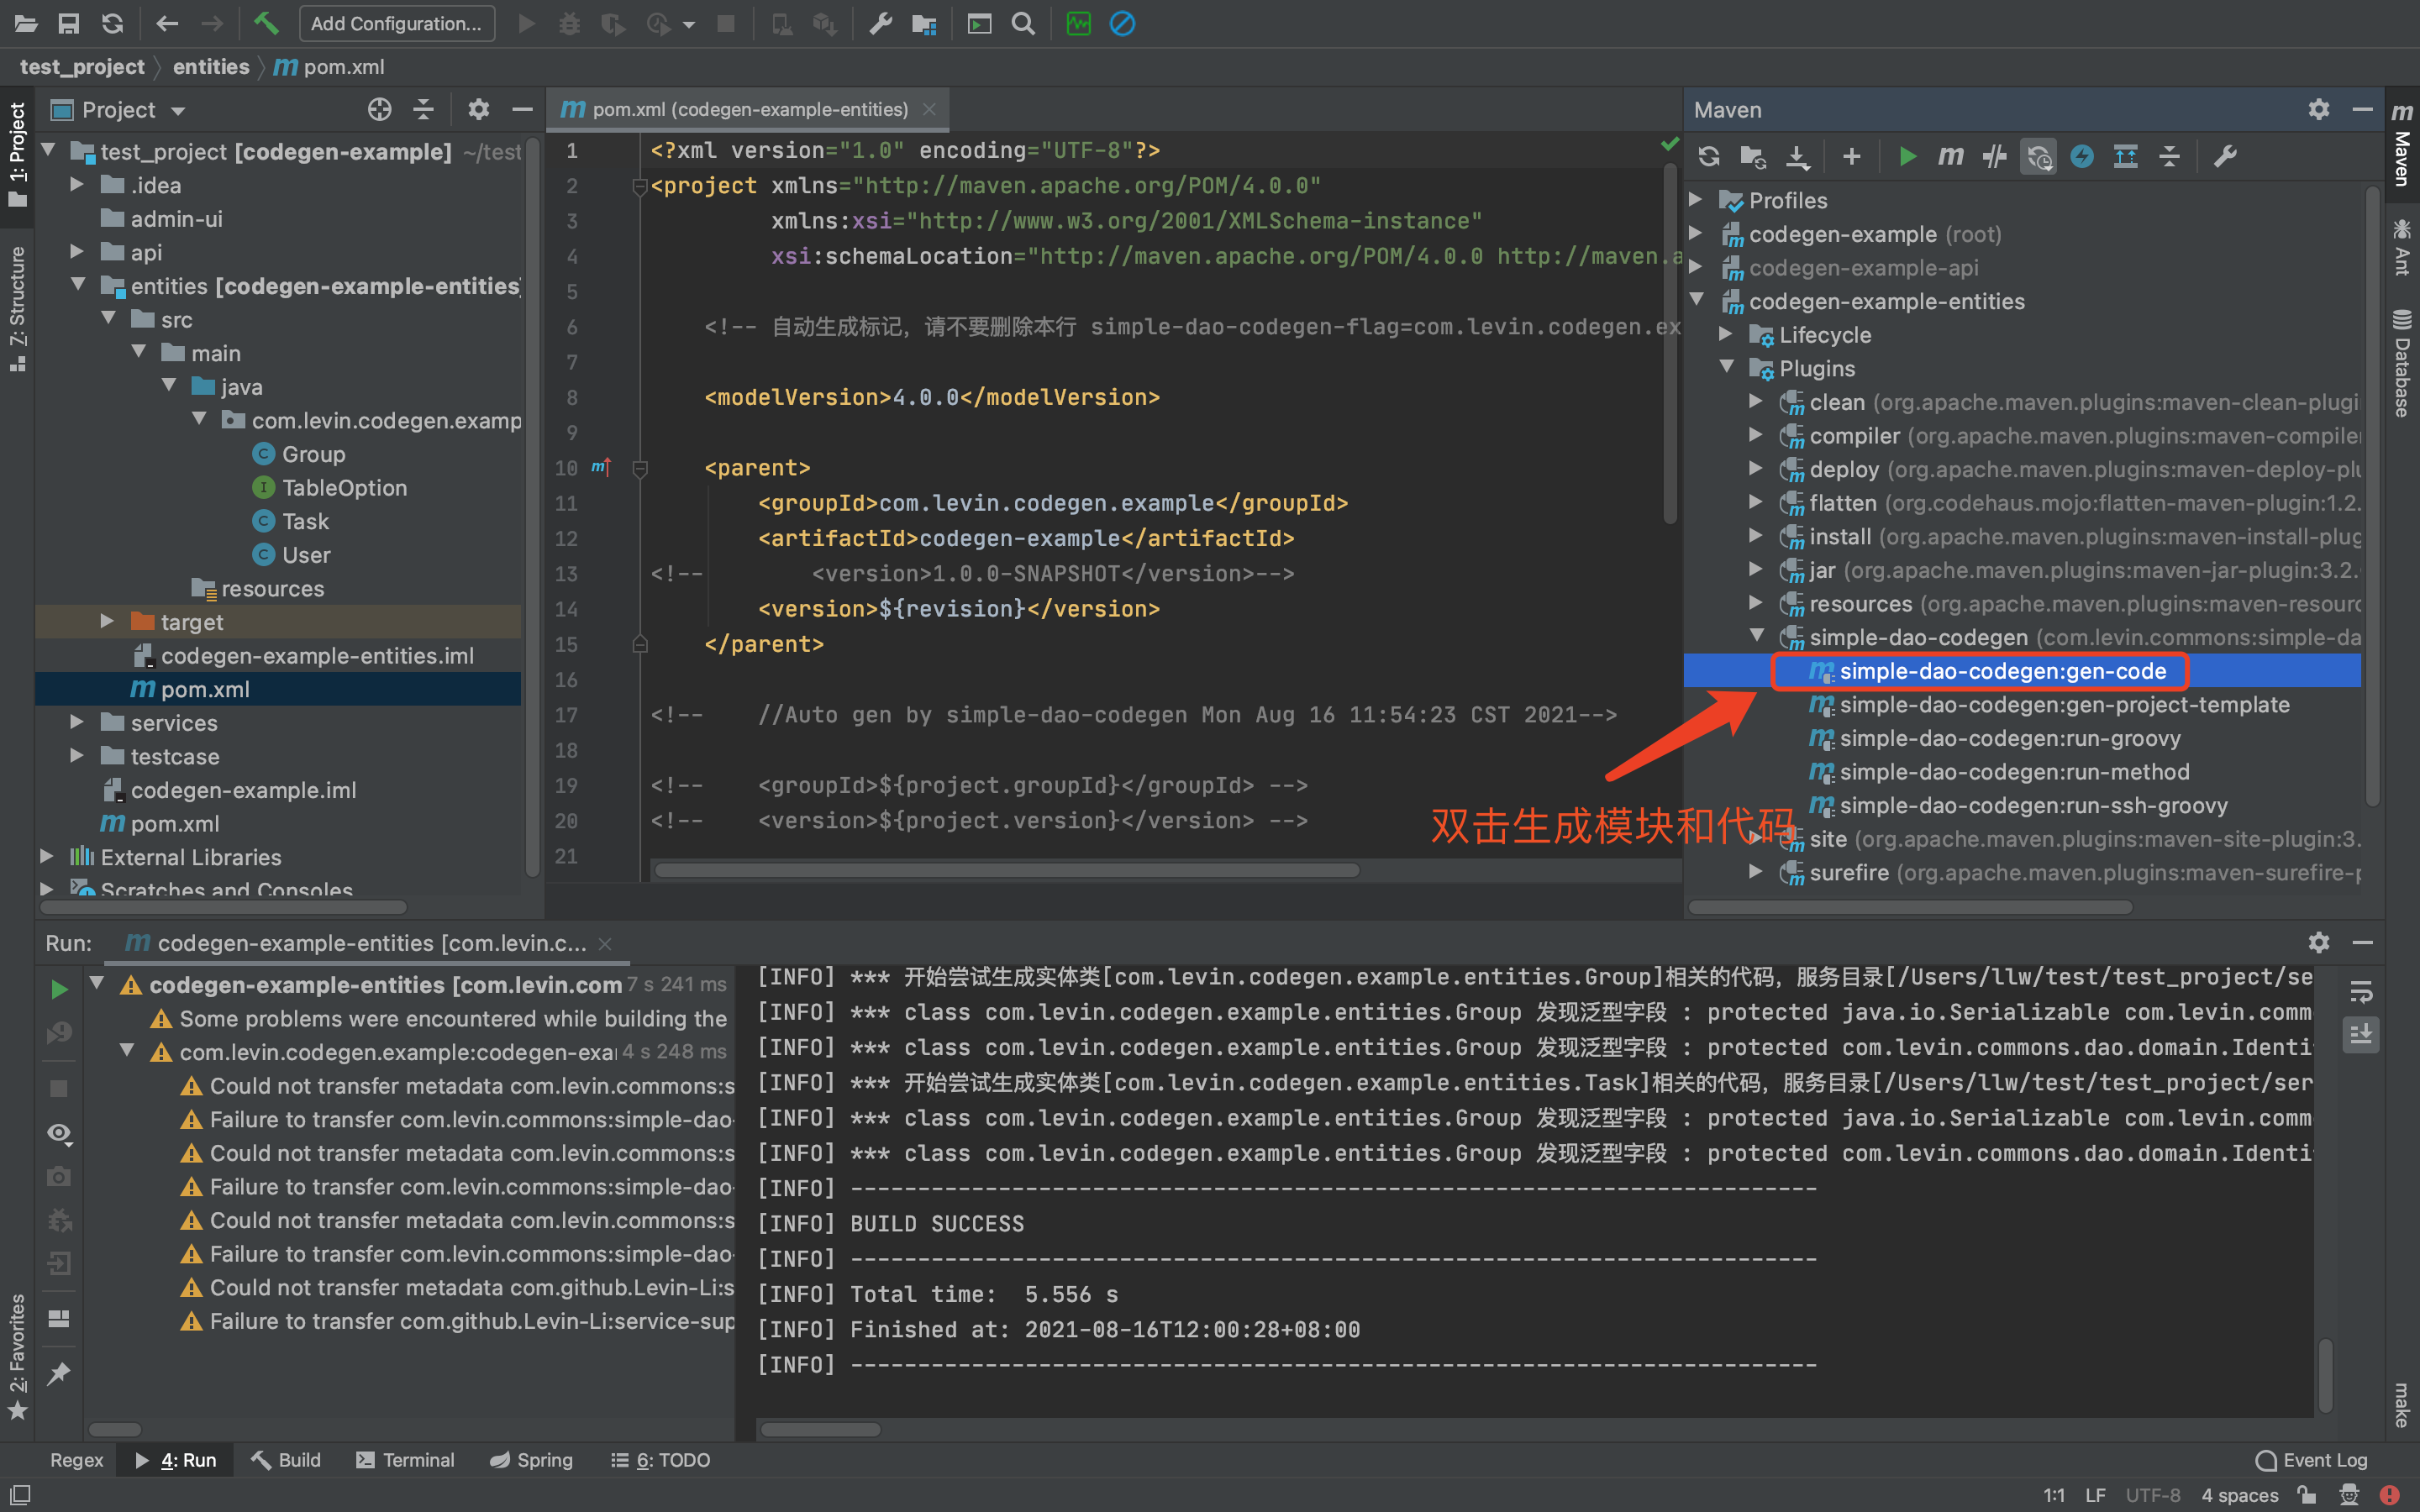 Add Configuration...
test_project
entities
pom.xml
1: Project
Z: Structure
2: Favorites
Project
test_project [codegen-example] ~/test
.idea
admin-ui
api
entities [codegen-example-entities]
src
main
java
com.levin.codegen.examp
Group
TableOption
Task
User
resources
target
codegen-example-entities.iml
pom.xml
services
testcase
codegen-example.iml
pom.xml
External Libraries
Scratches and Consoles
pom.xml (codegen-example-entities)
1 <?xml version="1.0" encoding="UTF-8"?>
2 <project xmlns="http://maven.apache.org/POM/4.0.0"
3 xmlns:xsi="http://www.w3.org/2001/XMLSchema-instance"
4 xsi:schemaLocation="http://maven.apache.org/POM/4.0.0 http://maven.a
5
6 <!-- 自动生成标记，请不要删除本行 simple-dao-codegen-flag=com.levin.codegen.ex
7
8 <modelVersion>4.0.0</modelVersion>
9
10 <parent>
11 <groupId>com.levin.codegen.example</groupId>
12 <artifactId>codegen-example</artifactId>
13 <!-- <version>1.0.0-SNAPSHOT</version>-->
14 <version>${revision}</version>
15 </parent>
16
17 <!-- //Auto gen by simple-dao-codegen Mon Aug 16 11:54:23 CST 2021-->
18
19 <!-- <groupId>${project.groupId}</groupId> -->
20 <!-- <version>${project.version}</version> -->
21
双击生成模块和代码
Maven
Profiles
codegen-example (root)
codegen-example-api
codegen-example-entities
Lifecycle
Plugins
clean (org.apache.maven.plugins:maven-clean-plugi
compiler (org.apache.maven.plugins:maven-compiler
deploy (org.apache.maven.plugins:maven-deploy-plu
flatten (org.codehaus.mojo:flatten-maven-plugin:1.2.
install (org.apache.maven.plugins:maven-install-plug
jar (org.apache.maven.plugins:maven-jar-plugin:3.2.
resources (org.apache.maven.plugins:maven-resourc
simple-dao-codegen (com.levin.commons:simple-da
simple-dao-codegen:gen-code
simple-dao-codegen:gen-project-template
simple-dao-codegen:run-groovy
simple-dao-codegen:run-method
simple-dao-codegen:run-ssh-groovy
site (org.apache.maven.plugins:maven-site-plugin:3.
surefire (org.apache.maven.plugins:maven-surefire-p
Maven
Ant
Database
make
Run: codegen-example-entities [com.levin.c...
codegen-example-entities [com.levin.com 7 s 241 ms
Some problems were encountered while building the
com.levin.codegen.example:codegen-exa 4 s 248 ms
Could not transfer metadata com.levin.commons:s
Failure to transfer com.levin.commons:simple-dao-
Could not transfer metadata com.levin.commons:s
Failure to transfer com.levin.commons:simple-dao-
Could not transfer metadata com.levin.commons:s
Failure to transfer com.levin.commons:simple-dao-
Could not transfer metadata com.github.Levin-Li:s
Failure to transfer com.github.Levin-Li:service-sup
[INFO] *** 开始尝试生成实体类[com.levin.codegen.example.entities.Group]相关的代码，服务目录[/Users/llw/test/test_project/se
[INFO] *** class com.levin.codegen.example.entities.Group 发现泛型字段 : protected java.io.Serializable com.levin.comm
[INFO] *** class com.levin.codegen.example.entities.Group 发现泛型字段 : protected com.levin.commons.dao.domain.Identi
[INFO] *** 开始尝试生成实体类[com.levin.codegen.example.entities.Task]相关的代码，服务目录[/Users/llw/test/test_project/ser
[INFO] *** class com.levin.codegen.example.entities.Group 发现泛型字段 : protected java.io.Serializable com.levin.comm
[INFO] *** class com.levin.codegen.example.entities.Group 发现泛型字段 : protected com.levin.commons.dao.domain.Identi
[INFO] ------------------------------------------------------------------------
[INFO] BUILD SUCCESS
[INFO] ------------------------------------------------------------------------
[INFO] Total time:  5.556 s
[INFO] Finished at: 2021-08-16T12:00:28+08:00
[INFO] ------------------------------------------------------------------------
Regex
4: Run
Build
Terminal
Spring
6: TODO
Event Log
1:1 LF UTF-8 4 spaces